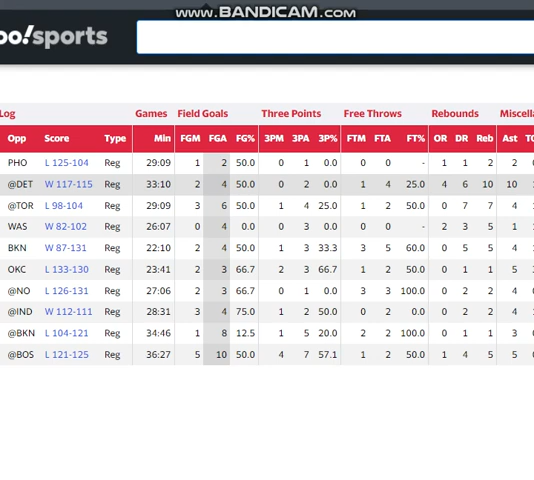 www.BANDICAM.com
oo!sports
Log Games Field Goals Three Points Free Throws Rebounds Miscella
Opp Score Type Min FGM FGA FG% 3PM 3PA 3P% FTM FTA FT% OR DR Reb Ast TO
PHO L 125-104 Reg 29:09 1 2 50.0 0 1 0.0 0 0 - 1 1 2 2 0
@DET W 117-115 Reg 33:10 2 4 50.0 0 2 0.0 1 4 25.0 4 6 10 10
@TOR L 98-104 Reg 29:09 3 6 50.0 1 4 25.0 1 2 50.0 0 7 7 4
WAS W 82-102 Reg 26:07 0 4 0.0 0 3 0.0 0 0 - 2 3 5 1
BKN W 87-131 Reg 22:10 2 4 50.0 1 3 33.3 3 5 60.0 0 5 5 4
OKC L 133-130 Reg 23:41 2 3 66.7 2 3 66.7 1 2 50.0 0 1 1 5
@NO L 126-131 Reg 27:06 2 3 66.7 0 1 0.0 3 3 100.0 0 2 2 4
@IND W 112-111 Reg 28:31 3 4 75.0 1 2 50.0 0 2 0.0 0 2 2 4
@BKN L 104-121 Reg 34:46 1 8 12.5 1 5 20.0 2 2 100.0 0 1 1 3
@BOS L 121-125 Reg 36:27 5 10 50.0 4 7 57.1 1 2 50.0 1 4 5 5